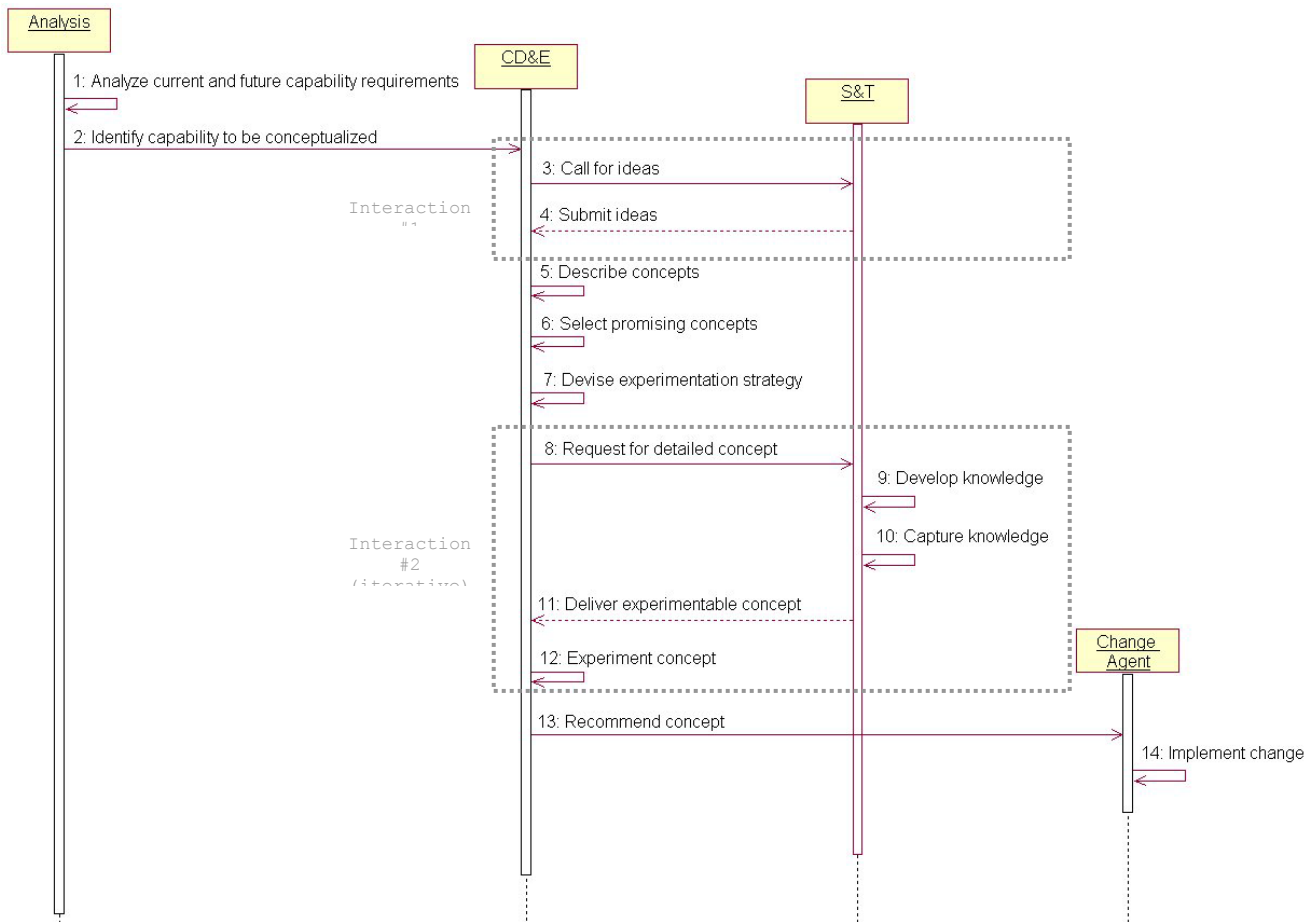 Analysis
CD&E
S&T
1: Analyze current and future capability requirements
2: Identify capability to be conceptualized
3: Call for ideas
Interaction
4: Submit ideas
5: Describe concepts
6: Select promising concepts
7: Devise experimentation strategy
8: Request for detailed concept
9: Develop knowledge
10: Capture knowledge
Interaction
#2
(iterative)
11: Deliver experimentable concept
Change
Agent
12: Experiment concept
13: Recommend concept
14: Implement change